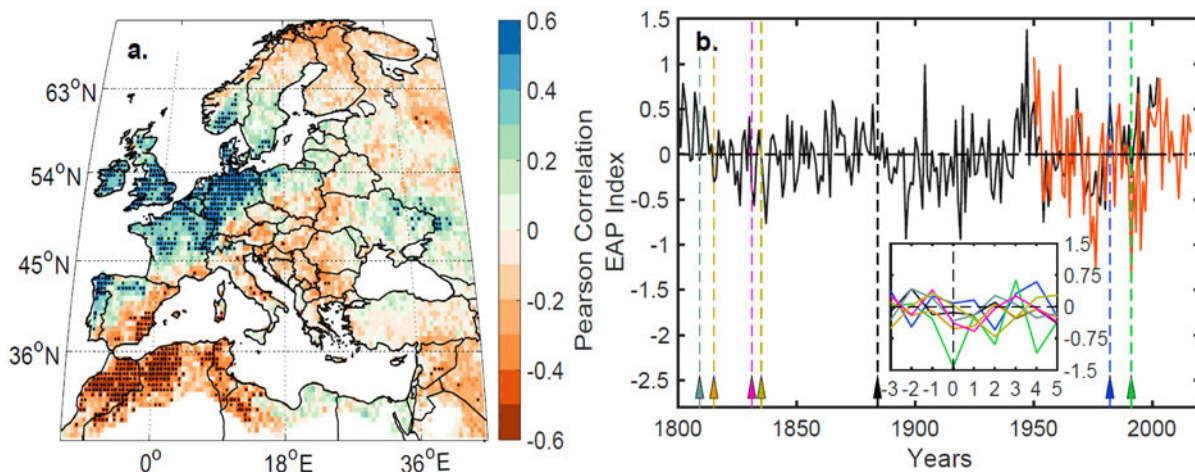 a.
63°N
54°N
45°N
36°N
0°
18°E
36°E
0.6
0.4
0.2
0
-0.2
-0.4
-0.6
Pearson Correlation
b.
EAP Index
1.5
1
0.5
0
-0.5
-1
-1.5
-2
-2.5
1800
1850
1900
1950
2000
Years
1.5
0.75
0
-0.75
-1.5
-3 -2 -1 0 1 2 3 4 5